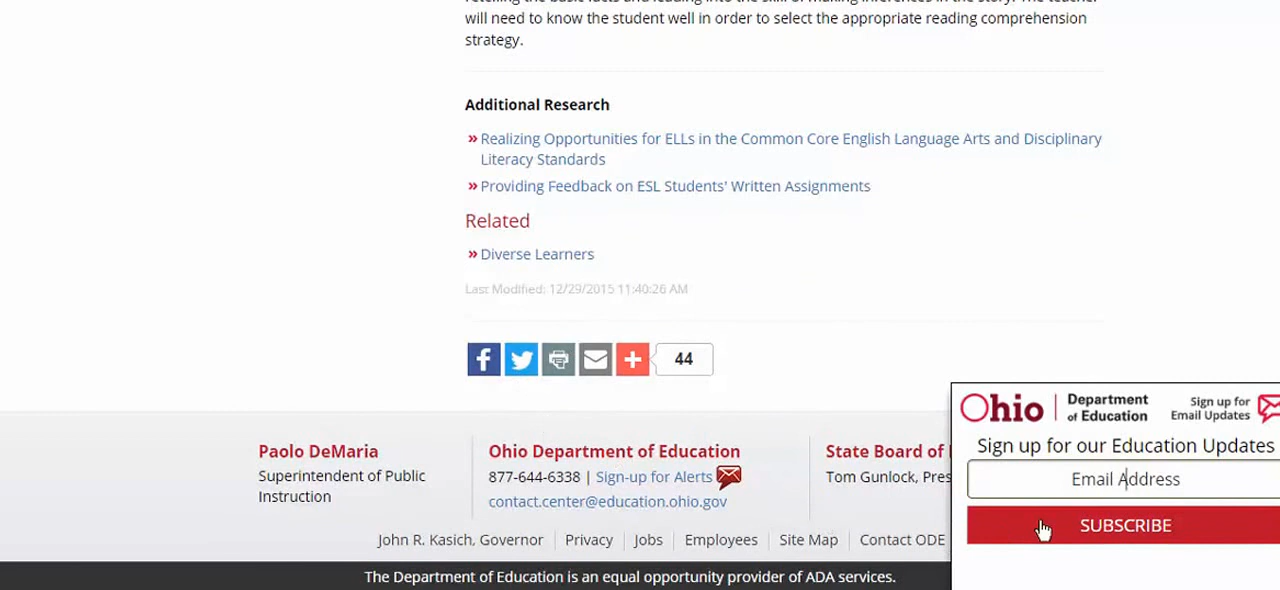 will need to know the student well in order to select the appropriate reading comprehension
strategy.
Additional Research
» Realizing Opportunities for ELLs in the Common Core English Language Arts and Disciplinary
Literacy Standards
» Providing Feedback on ESL Students' Written Assignments
Related
» Diverse Learners
Last Modified: 12/29/2015 11:40:26 AM
44
Paolo DeMaria
Superintendent of Public
Instruction
Ohio Department of Education
877-644-6338 | Sign-up for Alerts
contact.center@education.ohio.gov
State Board of
Tom Gunlock, Pres
Ohio | Department of Education
Sign up for
Email Updates
Sign up for our Education Updates
Email Address
SUBSCRIBE
John R. Kasich, Governor | Privacy | Jobs | Employees | Site Map | Contact ODE
The Department of Education is an equal opportunity provider of ADA services.